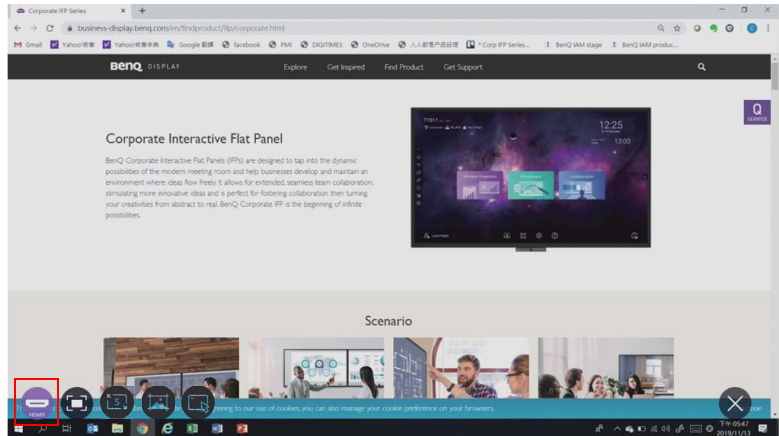 Corporate IFP Series
business-display.benq.com/en/findproduct/ifp/corporate.html
Gmail Yahoo!奇摩 Yahoo!奇摩字典 Google 翻譯 facebook PMI DIGITIMES OneDrive 人人都是产品经理 * Corp IFP Series... BenQ IAM stage BenQ IAM produc...
BenQ DISPLAY Explore Get Inspired Find Product Get Support
Q
SERVICE
Corporate Interactive Flat Panel
BenQ Corporate Interactive Flat Panels (IFPs) are designed to tap into the dynamic
possibilities of the modern meeting room and help businesses develop and maintain an
environment where ideas flow freely. It allows for extended, seamless team collaboration,
stimulating more innovative ideas and is perfect for fostering collaboration then turning
your creativities from abstract to real. BenQ Corporate IFP is the beginning of infinite
possibilities.
T1011
12:25
13:00
Scenario
HDMI1
S
eeing to our use of cookies, you can also manage your cookie preference on your browsers.
nue
下午 05:47
2019/11/13